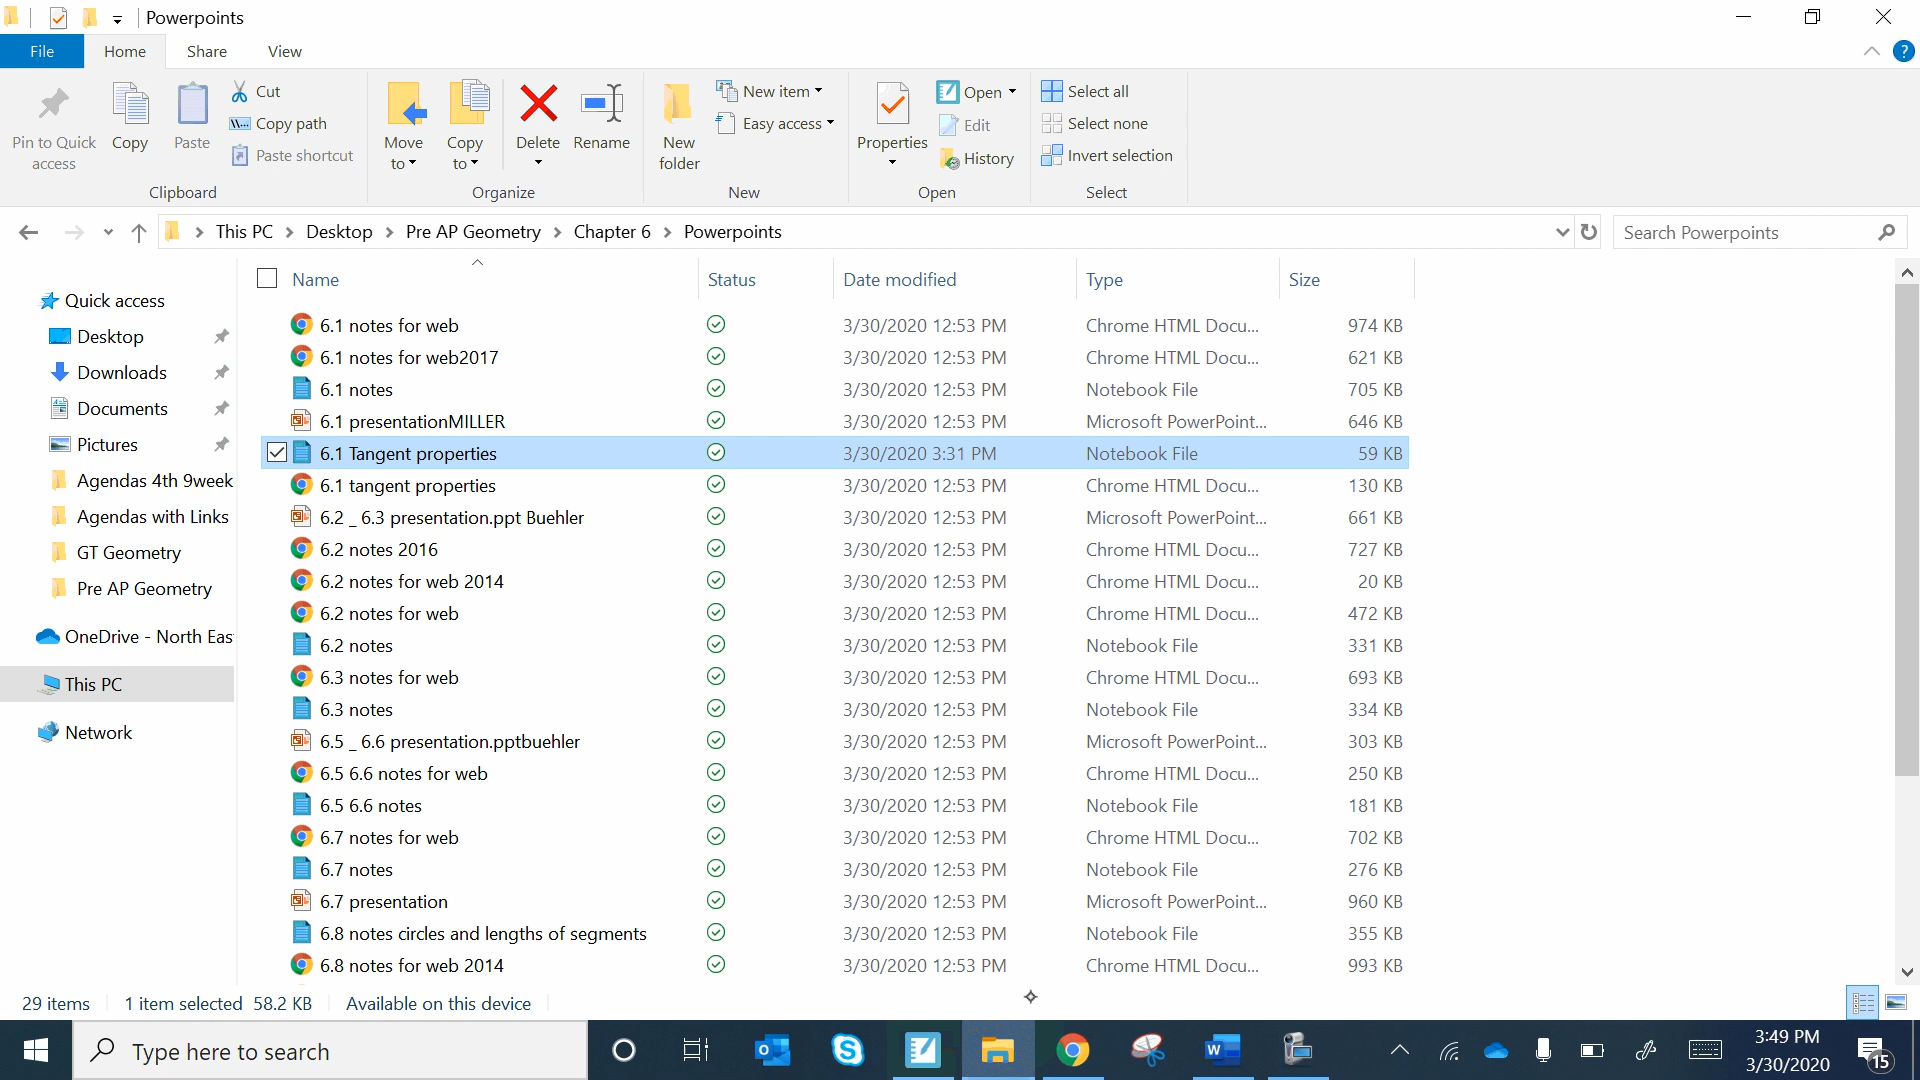 Powerpoints
File Home Share View
Pin to Quick access
Copy
Paste
Cut
Copy path
Paste shortcut
Clipboard
Move to
Copy to
Delete
Rename
Organize
New folder
New item
Easy access
New
Properties
Open
Edit
History
Open
Select all
Select none
Invert selection
Select
This PC > Desktop > Pre AP Geometry > Chapter 6 > Powerpoints
Search Powerpoints
Quick access
Desktop
Downloads
Documents
Pictures
Agendas 4th 9week
Agendas with Links
GT Geometry
Pre AP Geometry
OneDrive - North Eas
This PC
Network
Name Status Date modified Type Size
6.1 notes for web 3/30/2020 12:53 PM Chrome HTML Docu... 974 KB
6.1 notes for web2017 3/30/2020 12:53 PM Chrome HTML Docu... 621 KB
6.1 notes 3/30/2020 12:53 PM Notebook File 705 KB
6.1 presentationMILLER 3/30/2020 12:53 PM Microsoft PowerPoint... 646 KB
6.1 Tangent properties 3/30/2020 3:31 PM Notebook File 59 KB
6.1 tangent properties 3/30/2020 12:53 PM Chrome HTML Docu... 130 KB
6.2 _ 6.3 presentation.ppt Buehler 3/30/2020 12:53 PM Microsoft PowerPoint... 661 KB
6.2 notes 2016 3/30/2020 12:53 PM Chrome HTML Docu... 727 KB
6.2 notes for web 2014 3/30/2020 12:53 PM Chrome HTML Docu... 20 KB
6.2 notes for web 3/30/2020 12:53 PM Chrome HTML Docu... 472 KB
6.2 notes 3/30/2020 12:53 PM Notebook File 331 KB
6.3 notes for web 3/30/2020 12:53 PM Chrome HTML Docu... 693 KB
6.3 notes 3/30/2020 12:53 PM Notebook File 334 KB
6.5 _ 6.6 presentation.pptbuehler 3/30/2020 12:53 PM Microsoft PowerPoint... 303 KB
6.5 6.6 notes for web 3/30/2020 12:53 PM Chrome HTML Docu... 250 KB
6.5 6.6 notes 3/30/2020 12:53 PM Notebook File 181 KB
6.7 notes for web 3/30/2020 12:53 PM Chrome HTML Docu... 702 KB
6.7 notes 3/30/2020 12:53 PM Notebook File 276 KB
6.7 presentation 3/30/2020 12:53 PM Microsoft PowerPoint... 960 KB
6.8 notes circles and lengths of segments 3/30/2020 12:53 PM Notebook File 355 KB
6.8 notes for web 2014 3/30/2020 12:53 PM Chrome HTML Docu... 993 KB
29 items 1 item selected 58.2 KB Available on this device
Type here to search
3:49 PM
3/30/2020
15